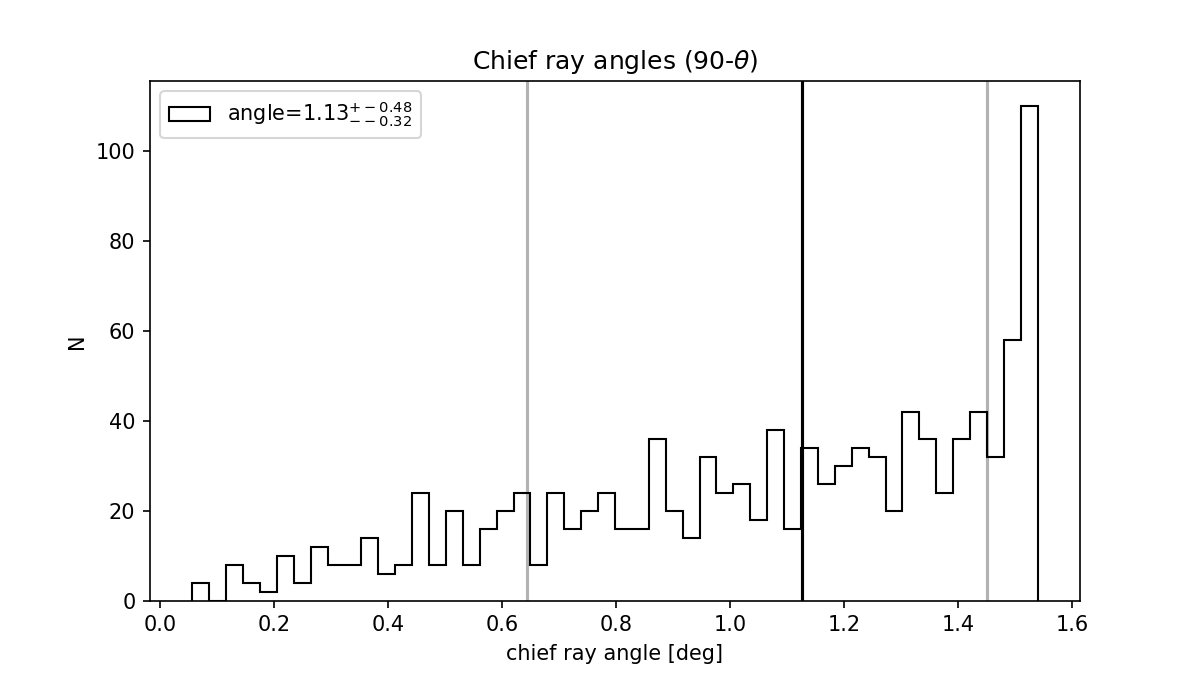 Chief ray angles (90-θ)
angle=1.13^{+-0.48}_{--0.32}
100
80
60
40
20
0
N
0.0 0.2 0.4 0.6 0.8 1.0 1.2 1.4 1.6
chief ray angle [deg]